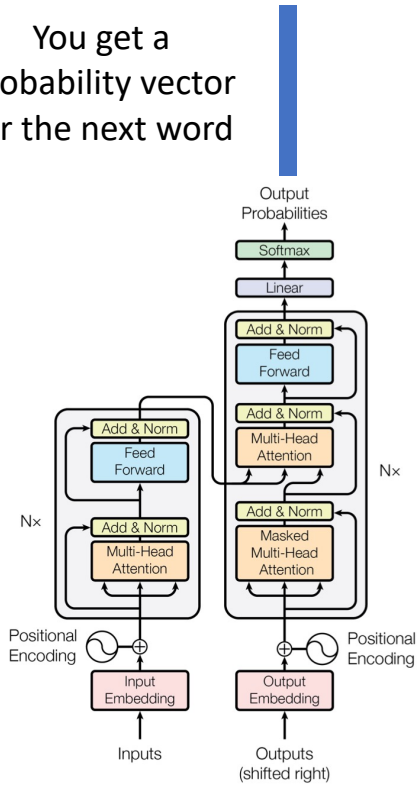 You get a
obability vector
r the next word
Output
Probabilities
Softmax
Linear
Add & Norm
Feed
Forward
Add & Norm
Multi-Head
Attention
Add & Norm
Masked
Multi-Head
Attention
Nx
Add & Norm
Feed
Forward
Nx
Add & Norm
Multi-Head
Attention
Positional
Encoding
Positional
Encoding
Input
Embedding
Output
Embedding
Inputs
Outputs
(shifted right)